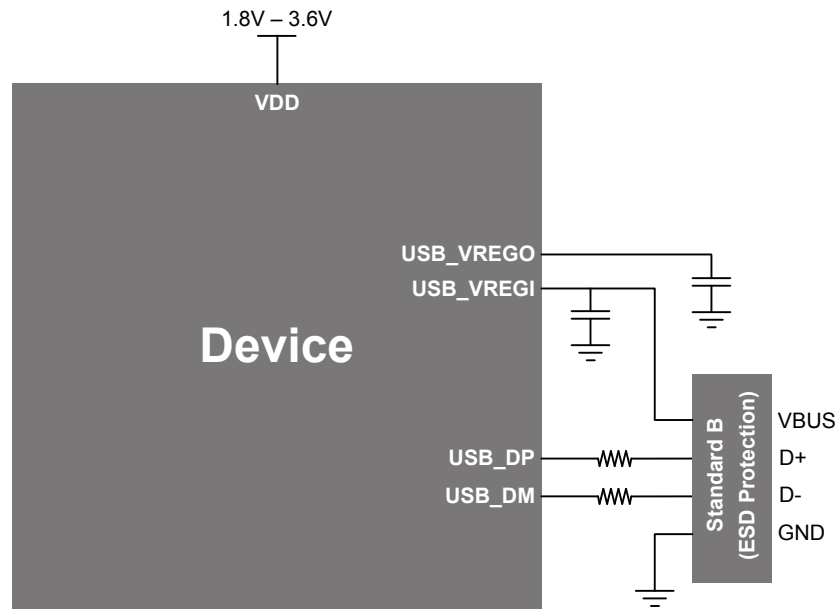 1.8V – 3.6V
VDD
USB_VREGO
USB_VREGI
Device
USB_DP
USB_DM
Standard B
(ESD Protection)
VBUS
D+
D-
GND